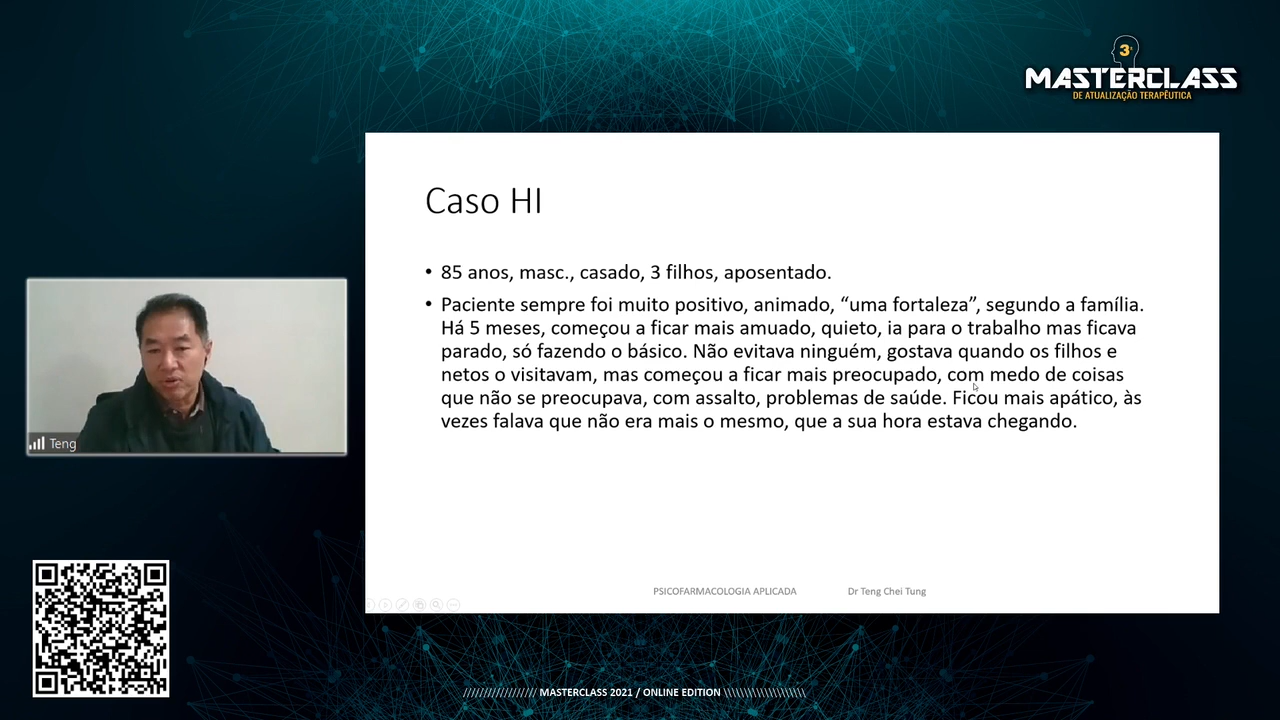 3ª
MASTERCLASS
DE ATUALIZAÇÃO TERAPÊUTICA
Caso HI
• 85 anos, masc., casado, 3 filhos, aposentado.
• Paciente sempre foi muito positivo, animado, “uma fortaleza”, segundo a família.
Há 5 meses, começou a ficar mais amuado, quieto, ia para o trabalho mas ficava
parado, só fazendo o básico. Não evitava ninguém, gostava quando os filhos e
netos o visitavam, mas começou a ficar mais preocupado, com medo de coisas
que não se preocupava, com assalto, problemas de saúde. Ficou mais apático, às
vezes falava que não era mais o mesmo, que a sua hora estava chegando.
Teng
PSICOFARMACOLOGIA APLICADA Dr Teng Chei Tung
////////////////// MASTERCLASS 2021 / ONLINE EDITION \\\\\\\\\\\\\\\\\\\\